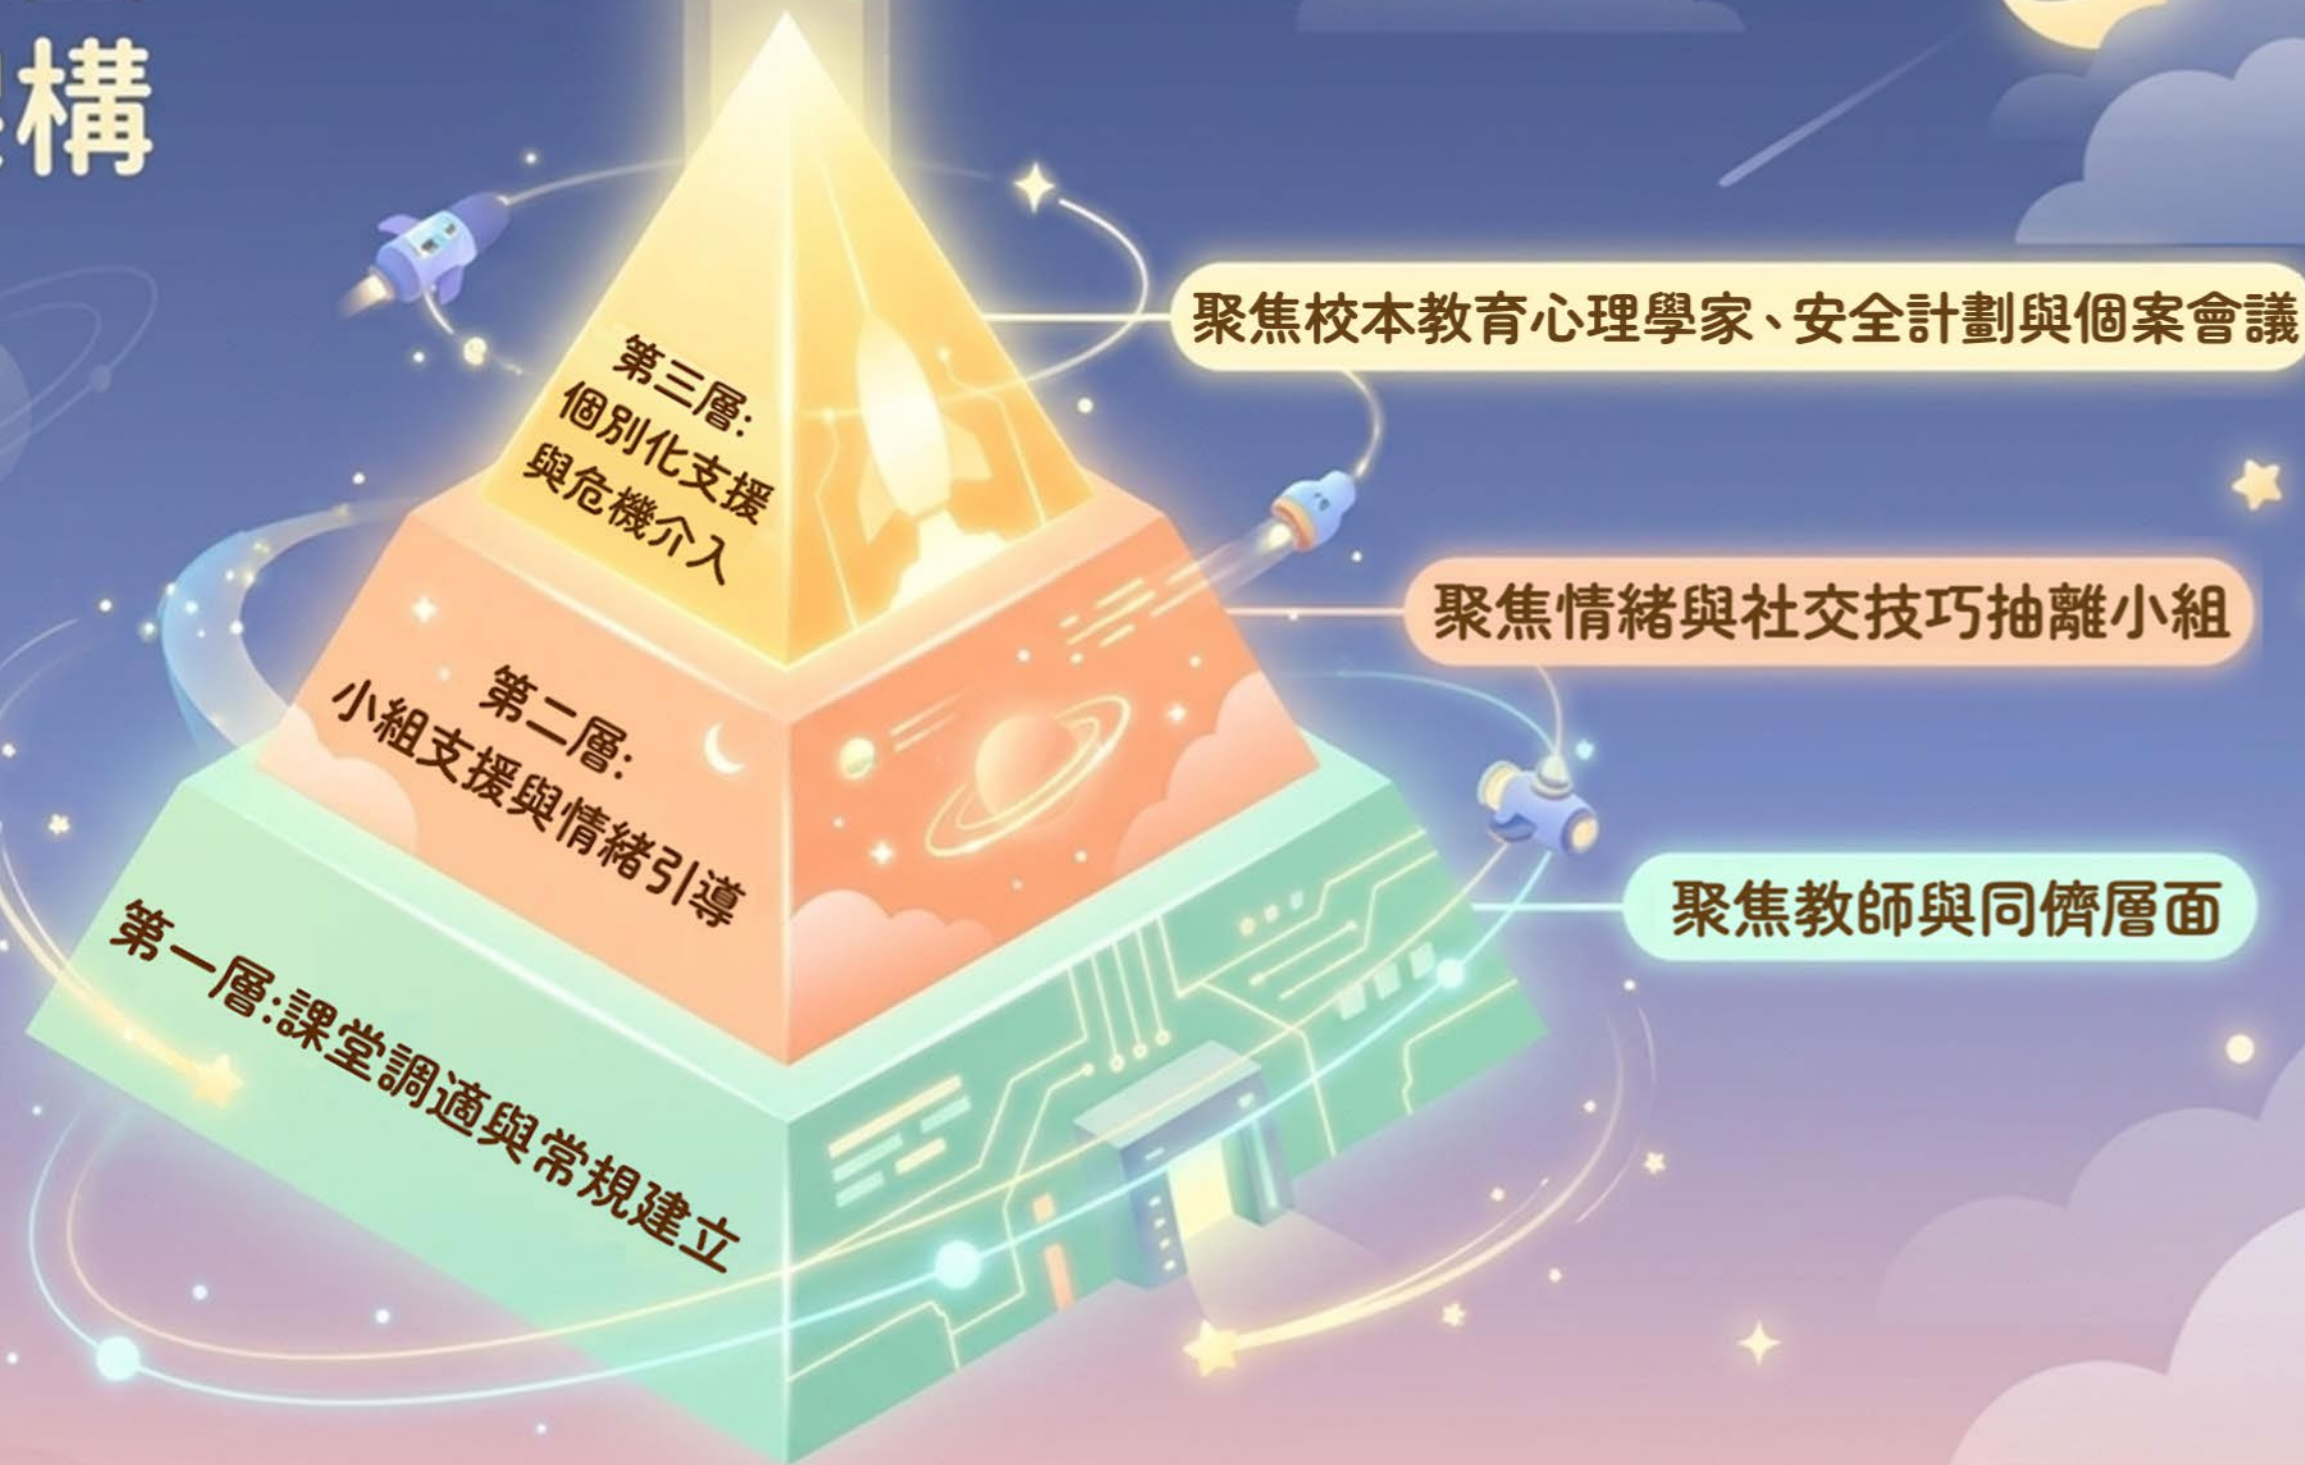 構
第三層:
個別化支援
與危機介入
聚焦校本教育心理學家、安全計劃與個案會議
第二層:
小組支援與情緒引導
聚焦情緒與社交技巧抽離小組
第一層:課堂調適與常規建立
聚焦教師與同儕層面